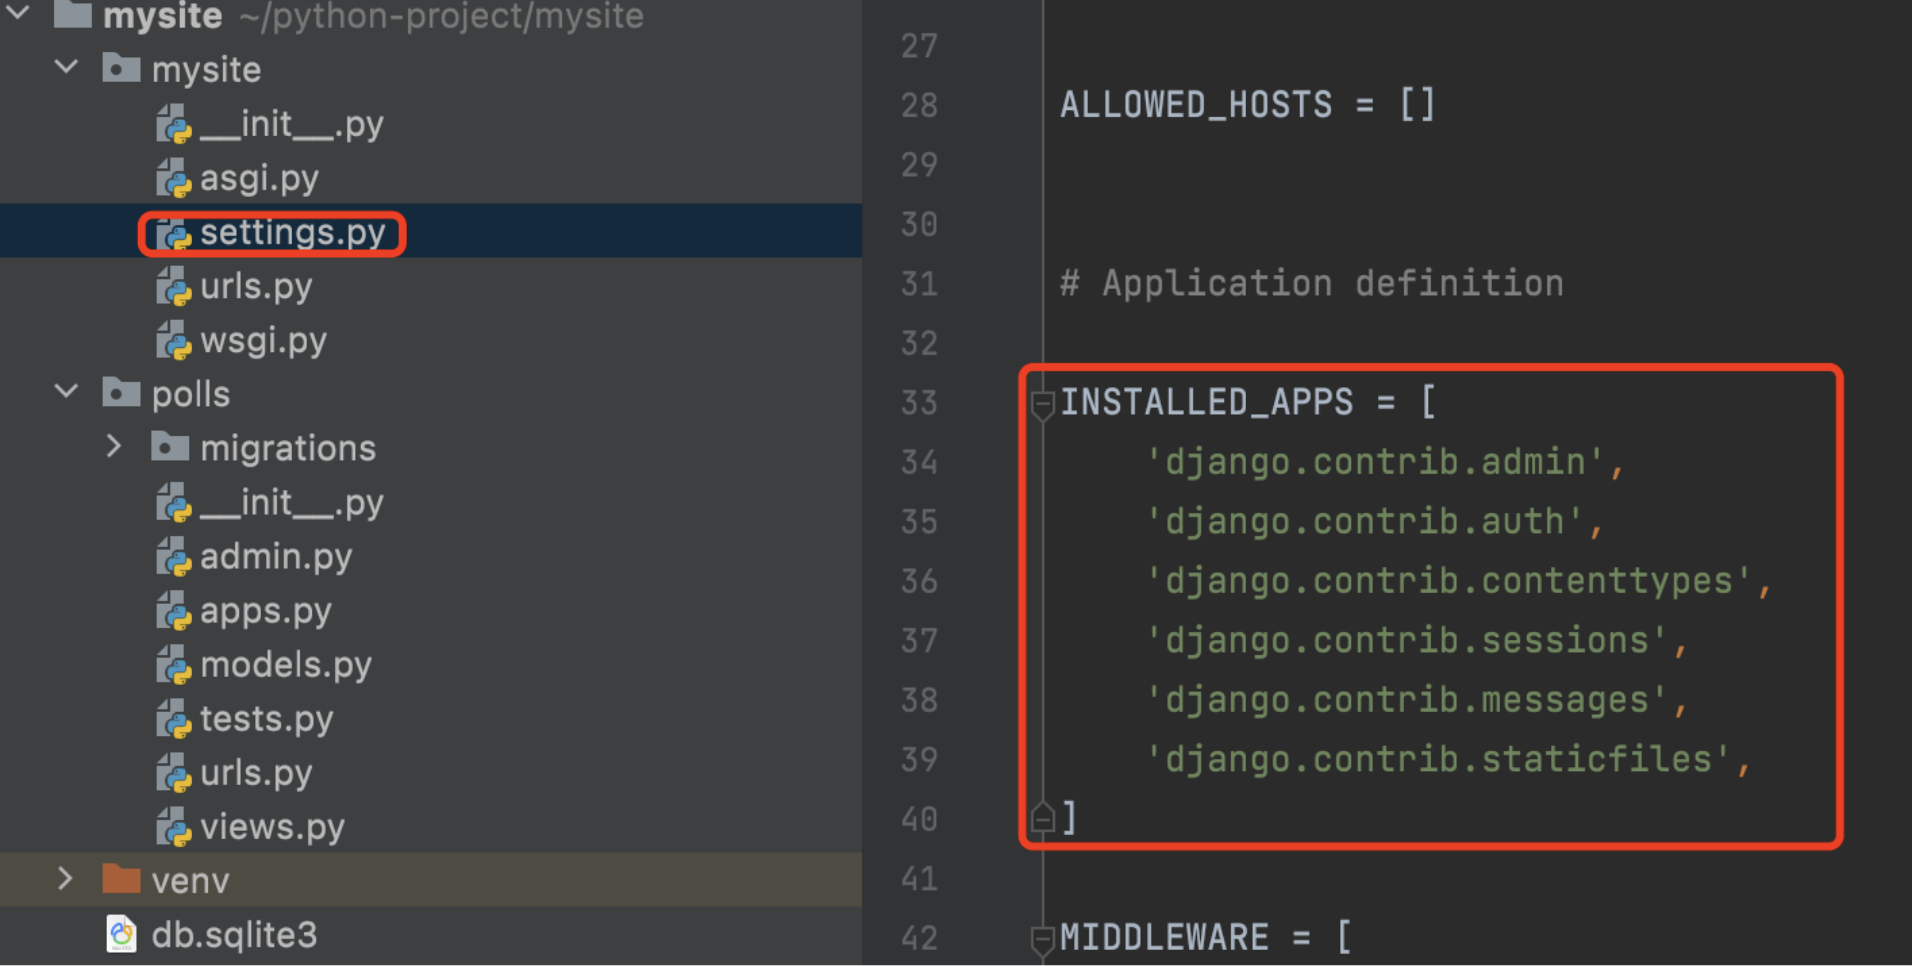 mysite ~/python-project/mysite
mysite
__init__.py
asgi.py
settings.py
urls.py
wsgi.py
polls
migrations
__init__.py
admin.py
apps.py
models.py
tests.py
urls.py
views.py
venv
db.sqlite3
27
28 ALLOWED_HOSTS = []
29
30
31 # Application definition
32
33 INSTALLED_APPS = [
34     'django.contrib.admin',
35     'django.contrib.auth',
36     'django.contrib.contenttypes',
37     'django.contrib.sessions',
38     'django.contrib.messages',
39     'django.contrib.staticfiles',
40 ]
41
42 MIDDLEWARE = [